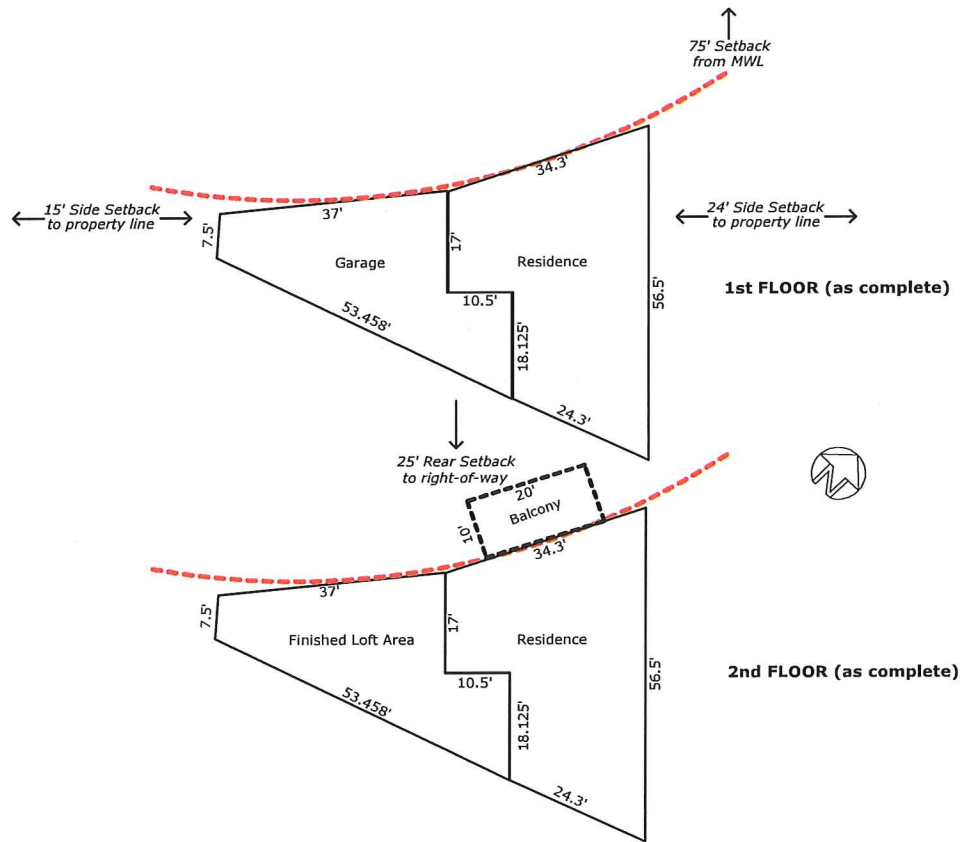 75' Setback
from MWL
34.3'
15' Side Setback
to property line
37'
24' Side Setback
to property line
7.5'
17'
Garage
Residence
1st FLOOR (as complete)
10.5'
56.5'
53.458'
18.125'
24.3'
25' Rear Setback
to right-of-way
20'
Balcony
10'
34.3'
37'
7.5'
17'
Finished Loft Area
Residence
2nd FLOOR (as complete)
10.5'
56.5'
53.458'
18.125'
24.3'